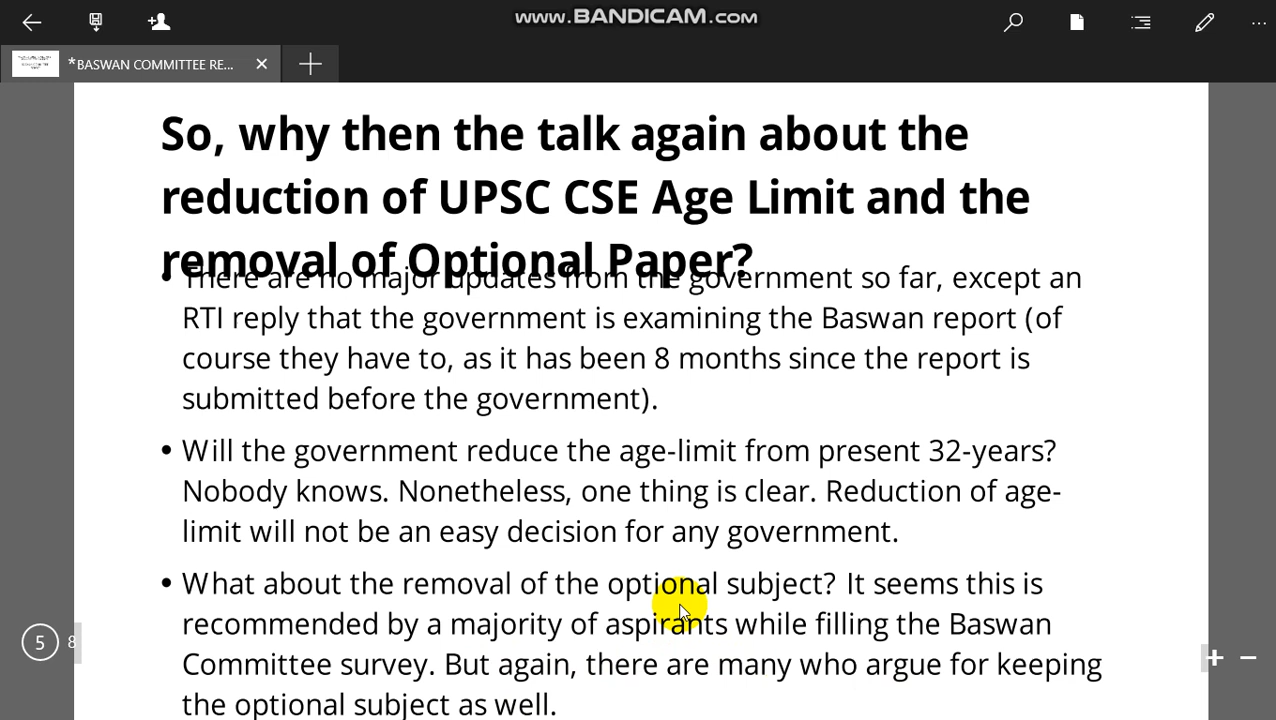 www.BANDICAM.com
*BASWAN COMMITTEE RE...
So, why then the talk again about the
reduction of UPSC CSE Age Limit and the
removal of Optional Paper?
• There are no major updates from the government so far, except an
RTI reply that the government is examining the Baswan report (of
course they have to, as it has been 8 months since the report is
submitted before the government).
• Will the government reduce the age-limit from present 32-years?
Nobody knows. Nonetheless, one thing is clear. Reduction of age-
limit will not be an easy decision for any government.
• What about the removal of the optional subject? It seems this is
recommended by a majority of aspirants while filling the Baswan
Committee survey. But again, there are many who argue for keeping
the optional subject as well.
5 8